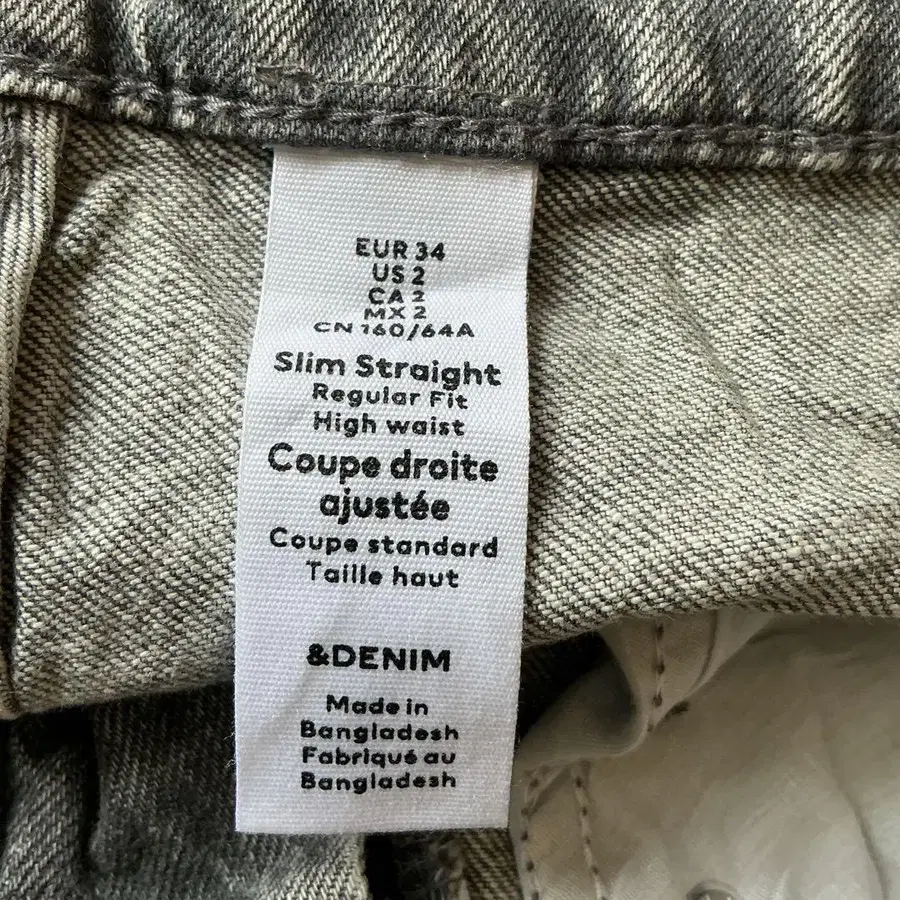 EUR 34
US 2
CA 2
MX 2
CN 160/64A
Slim Straight
Regular Fit
High waist
Coupe droite
ajustée
Coupe standard
Taille haut
&DENIM
Made in
Bangladesh
Fabriqué au
Bangladesh